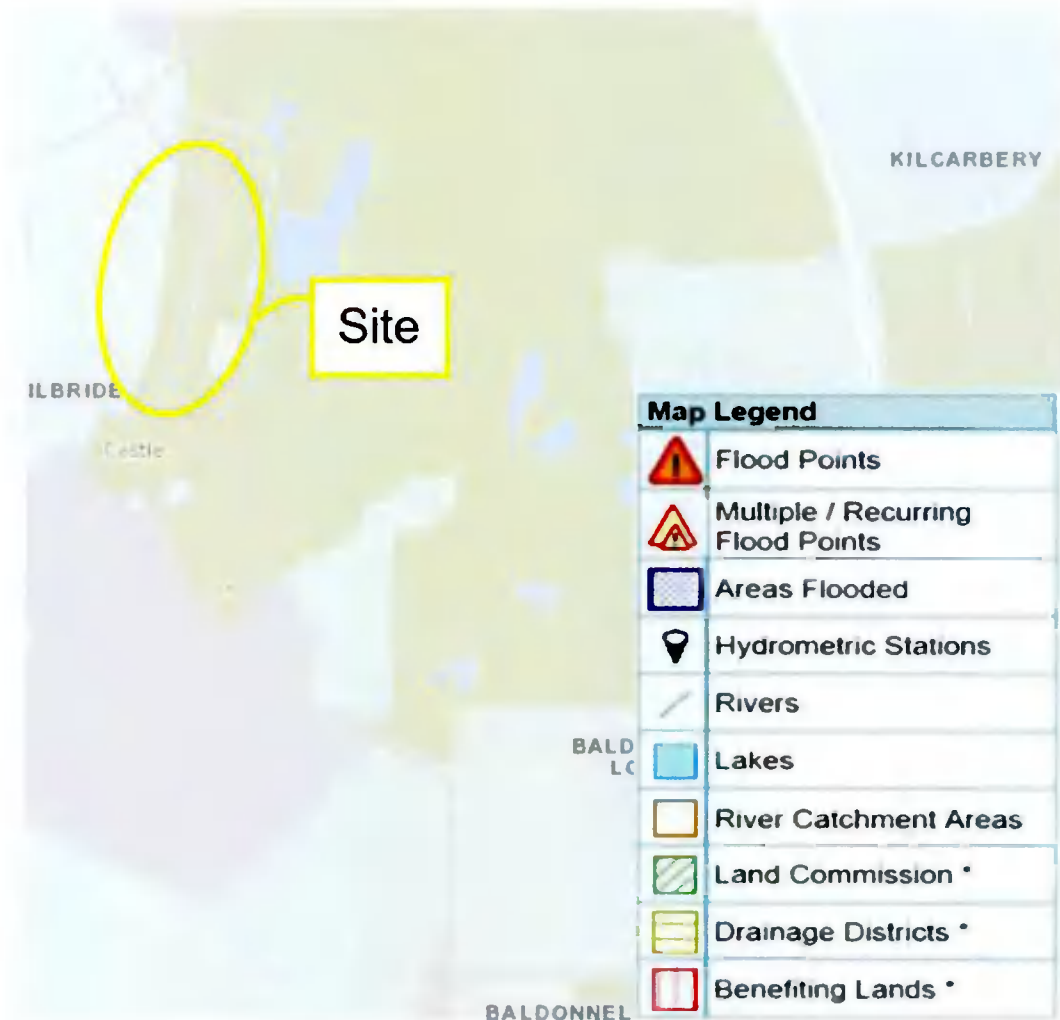 KILCARBERY
Site
ILBRIDE
Castle
Map Legend
Flood Points
Multiple / Recurring
Flood Points
Areas Flooded
Hydrometric Stations
Rivers
BALD
LC
Lakes
River Catchment Areas
Land Commission *
Drainage Districts *
Benefiting Lands *
BALDONNEL